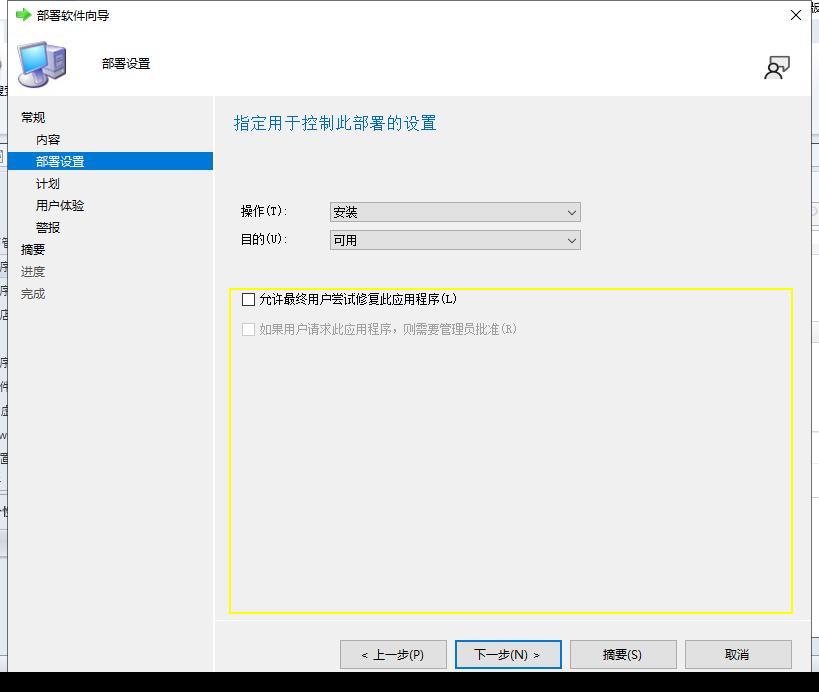 部署软件向导
部署设置
常规
内容
部署设置
计划
用户体验
警报
摘要
进度
完成
指定用于控制此部署的设置
操作(T): 安装
目的(U): 可用
允许最终用户尝试修复此应用程序(L)
如果用户请求此应用程序，则需要管理员批准(R)
< 上一步(P) 下一步(N) > 摘要(S) 取消